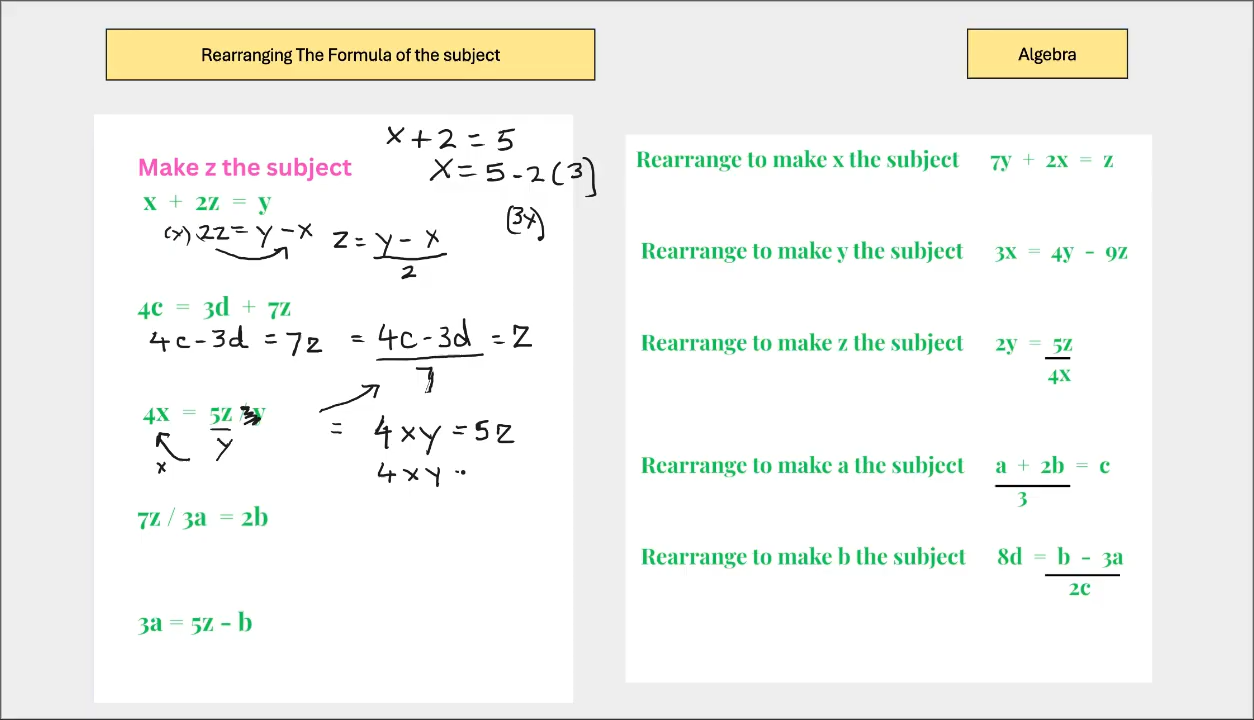 Rearranging The Formula of the subject
Algebra
x + 2 = 5
Make z the subject
x = 5 - 2 (3)
x + 2z = y
(x) 2z = y - x
z = y - x
2
(3x)
4c = 3d + 7z
4c - 3d = 7z = 4c - 3d = z
7
4x = 5z / y
y
x
= 4xy = 5z
4xy =
7z / 3a = 2b
3a = 5z - b
Rearrange to make x the subject 7y + 2x = z
Rearrange to make y the subject 3x = 4y - 9z
Rearrange to make z the subject 2y = 5z
4x
Rearrange to make a the subject a + 2b = c
3
Rearrange to make b the subject 8d = b - 3a
2c